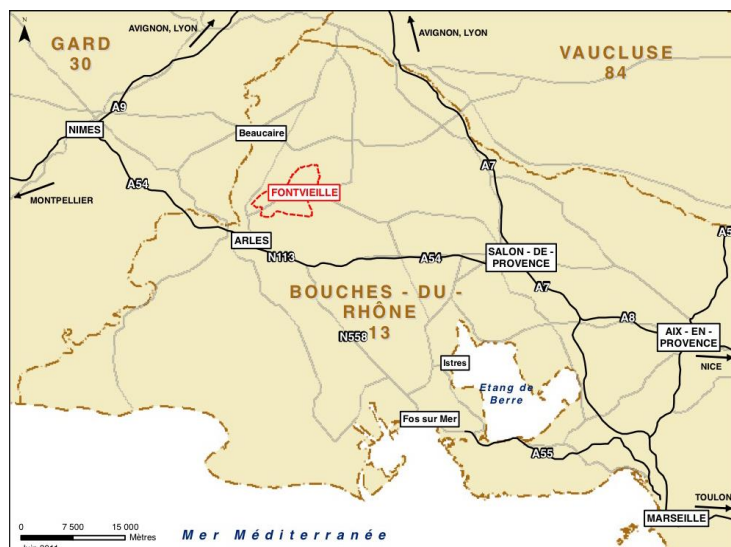 N
AVIGNON, LYON
AVIGNON, LYON
GARD
30
VAUCLUSE
84
A9
NIMES
Beaucaire
A7
A54
FONTVIEILLE
MONTPELLIER
ARLES
N113
A54
SALON - DE -
PROVENCE
A7
BOUCHES - DU -
RHÔNE
13
N568
A8
AIX - EN -
PROVENCE
NICE
Istres
Etang de
Berre
Fos sur Mer
A55
TOULON
MARSEILLE
0 7 500 15 000
Mètres
Mer Méditerranée